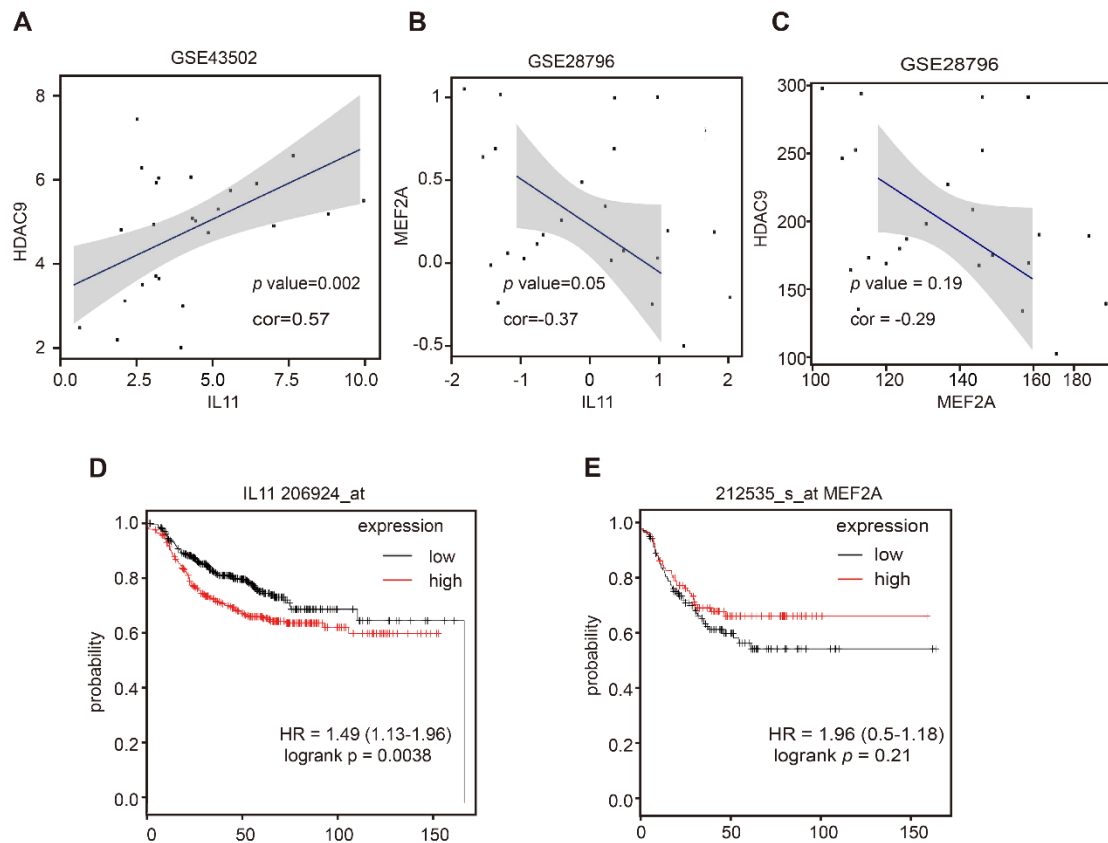 A
GSE43502
HDAC9
8
6
4
2
p value=0.002
cor=0.57
0.0
2.5
5.0
7.5
10.0
IL11
B
GSE28796
MEF2A
1
0.5
0.0
-0.5
p value=0.05
cor=-0.37
-2
-1
0
1
2
IL11
C
GSE28796
HDAC9
300
250
200
150
100
p value = 0.19
cor = -0.29
100
120
140
160
180
MEF2A
D
IL11 206924_at
probability
1.0
0.8
0.6
0.4
0.2
0.0
expression
low
high
HR = 1.49 (1.13-1.96)
logrank p = 0.0038
0
50
100
150
E
212535_s_at MEF2A
probability
1.0
0.8
0.6
0.4
0.2
0.0
expression
low
high
HR = 1.96 (0.5-1.18)
logrank p = 0.21
0
50
100
150